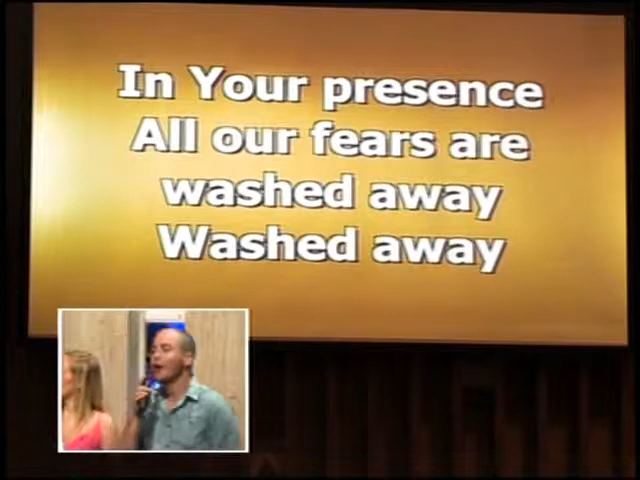 In Your presence
All our fears are
washed away
Washed away